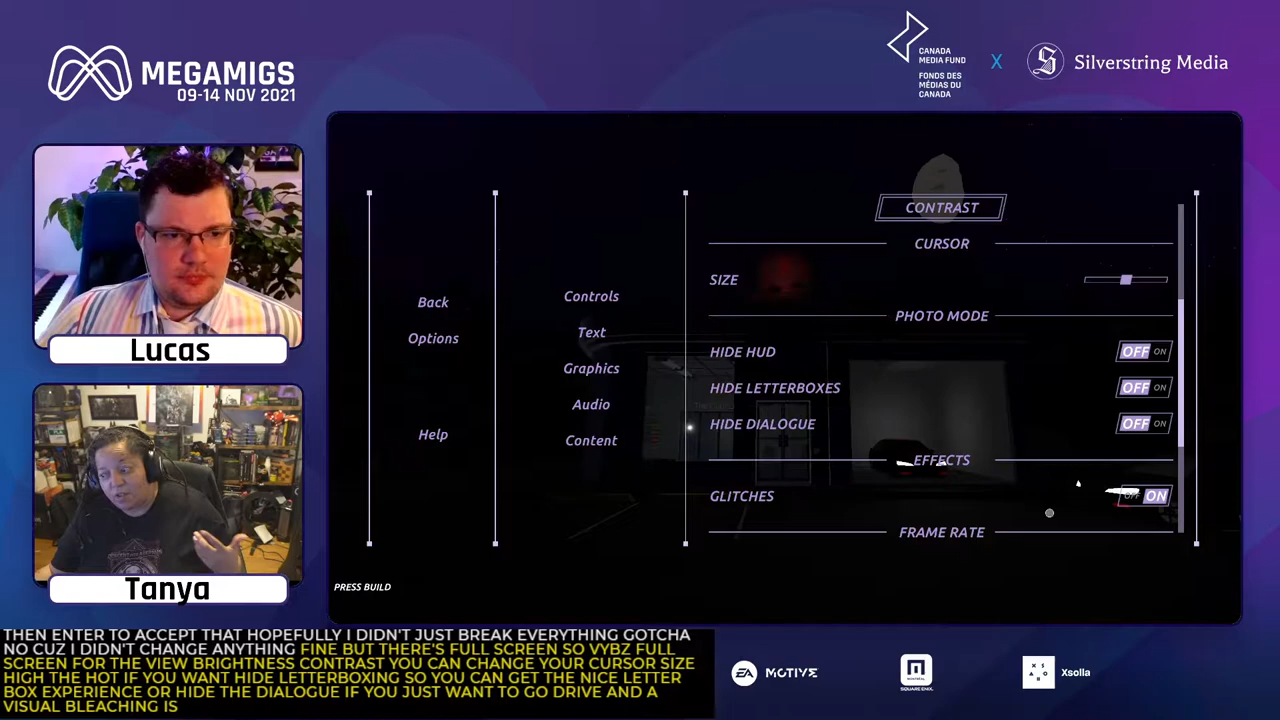 MEGAMIGS
09-14 NOV 2021
CANADA
MEDIA FUND
FONDS DES
MÉDIAS DU
CANADA
X
Silverstring Media
Lucas
Tanya
Back
Options
Help
Controls
Text
Graphics
Audio
Content
CONTRAST
CURSOR
SIZE
PHOTO MODE
HIDE HUD OFF ON
HIDE LETTERBOXES OFF ON
HIDE DIALOGUE OFF ON
EFFECTS
GLITCHES OFF ON
FRAME RATE
PRESS BUILD
THEN ENTER TO ACCEPT THAT HOPEFULLY I DIDN'T JUST BREAK EVERYTHING GOTCHA
NO CUZ I DIDN'T CHANGE ANYTHING FINE BUT THERE'S FULL SCREEN SO VYBZ FULL
SCREEN FOR THE VIEW BRIGHTNESS CONTRAST YOU CAN CHANGE YOUR CURSOR SIZE
HIGH THE HOT IF YOU WANT HIDE LETTERBOXING SO YOU CAN GET THE NICE LETTER
BOX EXPERIENCE OR HIDE THE DIALOGUE IF YOU JUST WANT TO GO DRIVE AND A
VISUAL BLEACHING IS
EA MOTIVE
MONTRÉAL
SQUARE ENIX
XSOLLA
Xsolla